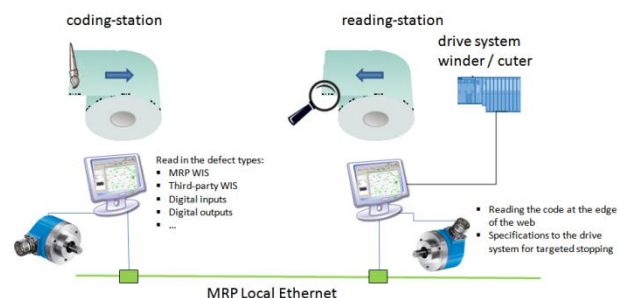 coding-station
reading-station
drive system
winder / cuter
Read in the defect types:
▪ MRP WIS
▪ Third-party WIS
▪ Digital inputs
▪ Digital outputs
▪ ...
▪ Reading the code at the edge
of the web
▪ Specifications to the drive
system for targeted stopping
MRP Local Ethernet